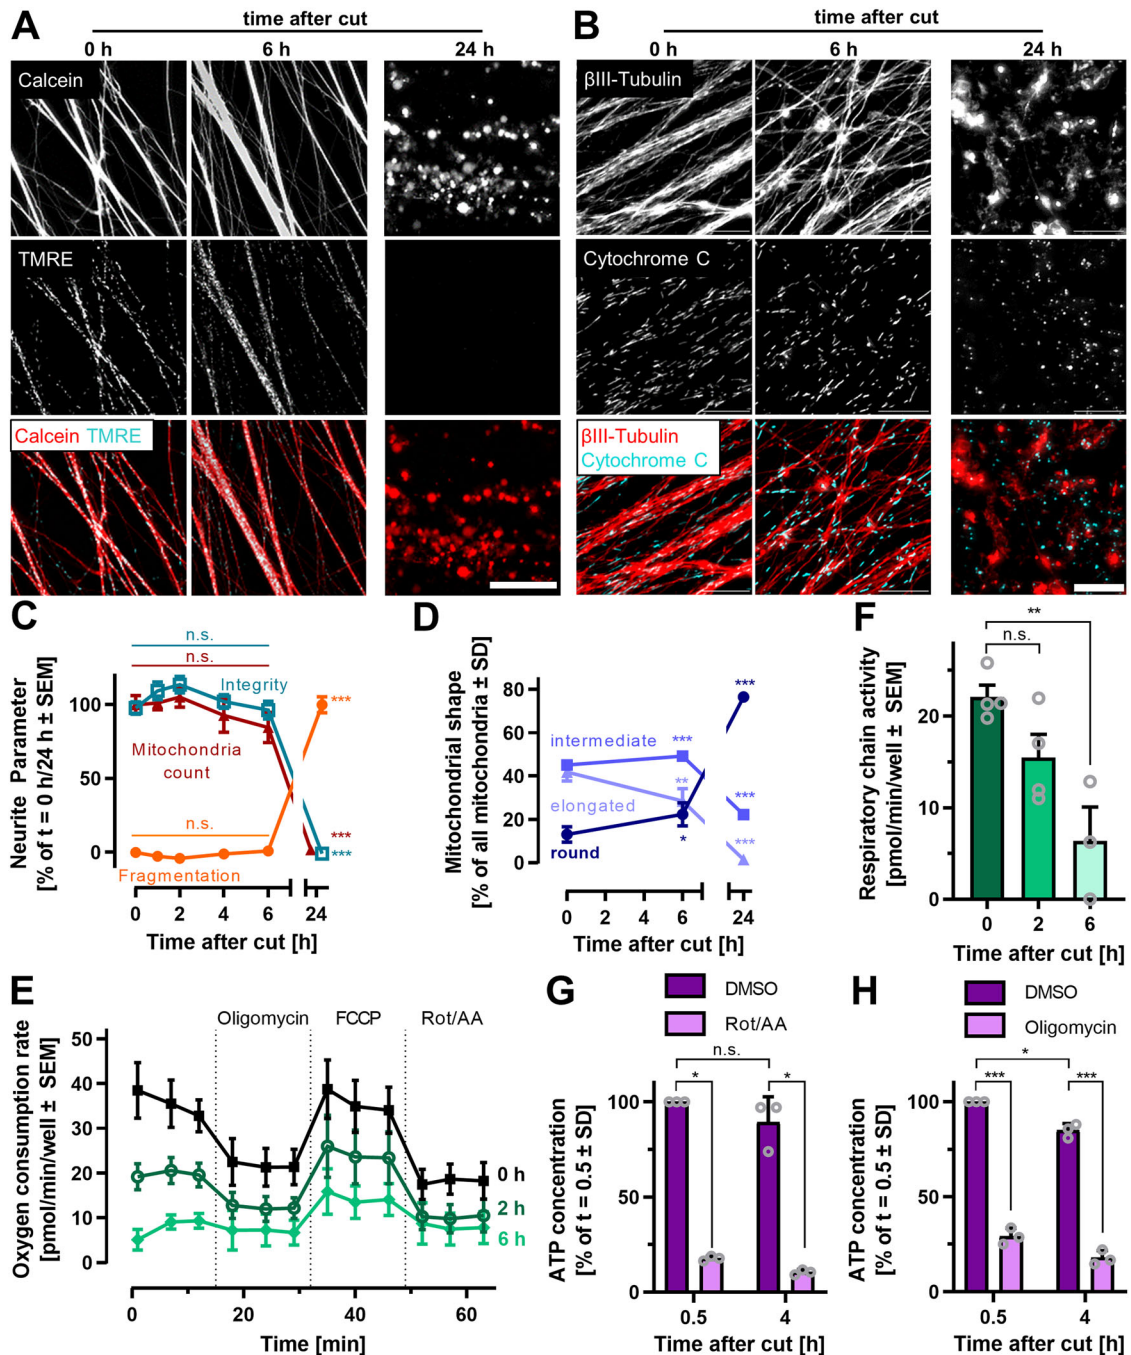 A
time after cut
0 h
6 h
24 h
Calcein
TMRE
Calcein TMRE
B
time after cut
0 h
6 h
24 h
βIII-Tubulin
Cytochrome C
βIII-Tubulin
Cytochrome C
C
Neurite Parameter
[% of t = 0 h/24 h ± SEM]
100
50
0
n.s.
n.s.
Integrity
Mitochondria
count
n.s.
Fragmentation
***
***
***
0
2
4
6
24
Time after cut [h]
D
Mitochondrial shape
[% of all mitochondria ± SD]
80
60
40
20
0
intermediate
elongated
round
***
**
*
***
***
***
0
2
4
6
24
Time after cut [h]
F
Respiratory chain activity
[pmol/min/well ± SEM]
20
10
0
**
n.s.
0
2
6
Time after cut [h]
E
Oxygen consumption rate
[pmol/min/well ± SEM]
50
40
30
20
10
0
Oligomycin
FCCP
Rot/AA
0 h
2 h
6 h
0
20
40
60
Time [min]
G
DMSO
Rot/AA
ATP concentration
[% of t = 0.5 ± SD]
100
50
0
n.s.
*
*
0.5
4
Time after cut [h]
H
DMSO
Oligomycin
ATP concentration
[% of t = 0.5 ± SD]
100
50
0
*
***
***
0.5
4
Time after cut [h]